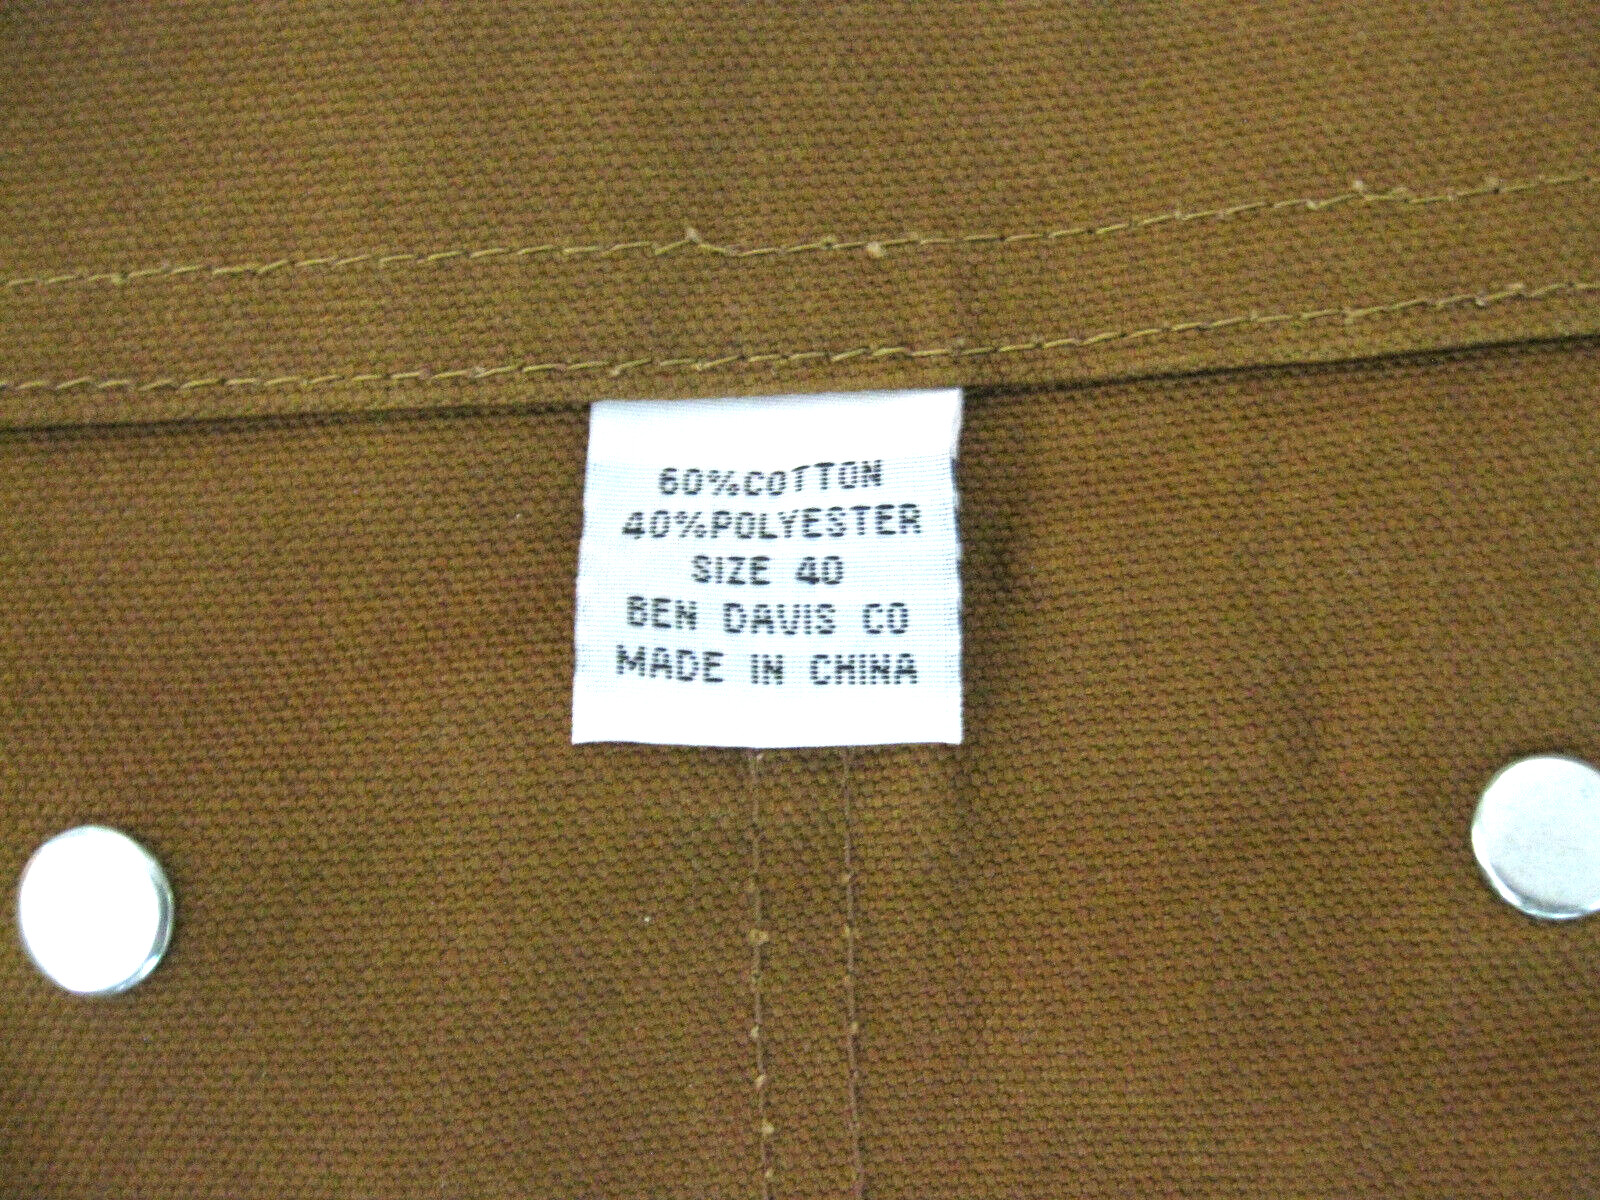 60%COTTON
40%POLYESTER
SIZE 40
BEN DAVIS CO
MADE IN CHINA